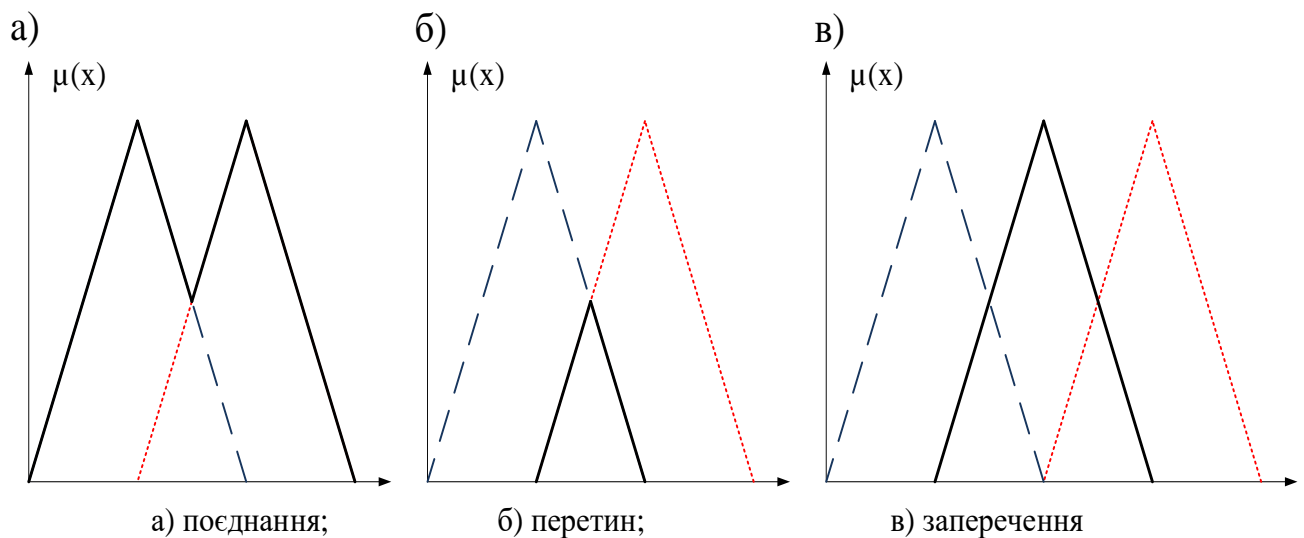 а) б) в)
μ(x) μ(x) μ(x)
а) поєднання; б) перетин; в) заперечення